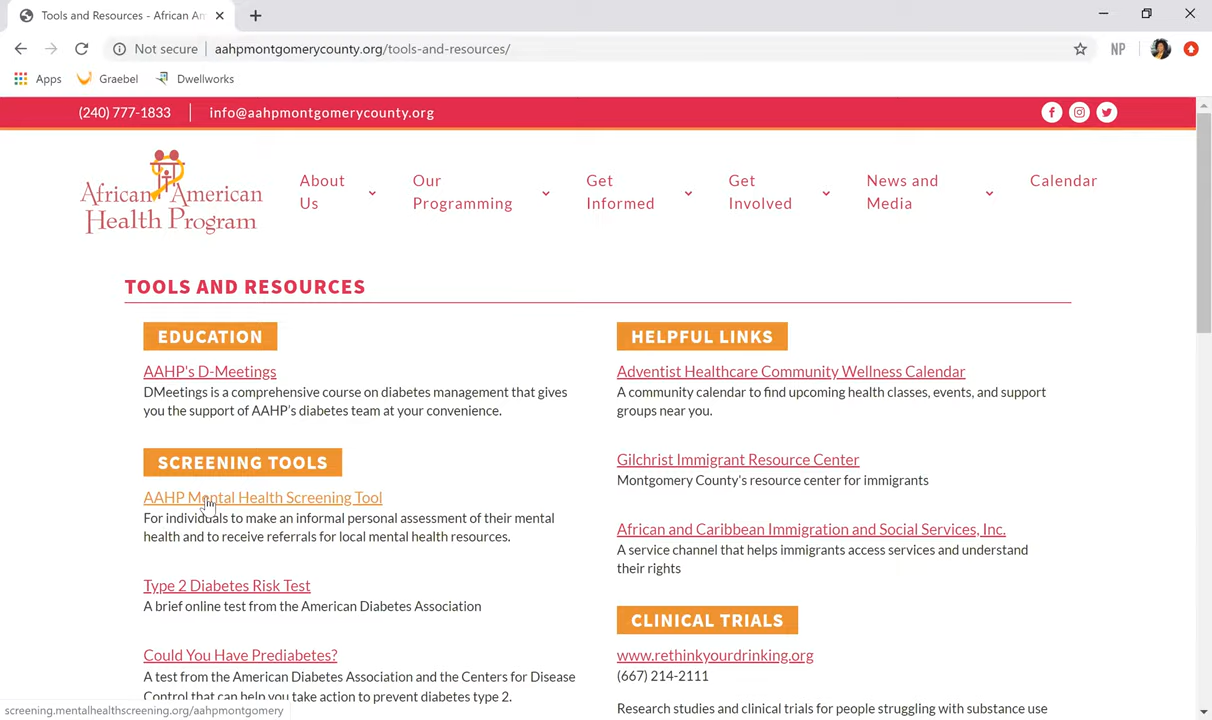 Tools and Resources - African Am
Not secure
aahpmontgomerycounty.org/tools-and-resources/
NP
Apps
Graebel
Dwellworks
(240) 777-1833
info@aahpmontgomerycounty.org
African American
Health Program
About
Us
Our
Programming
Get
Informed
Get
Involved
News and
Media
Calendar
TOOLS AND RESOURCES
EDUCATION
AAHP's D-Meetings
DMeetings is a comprehensive course on diabetes management that gives
you the support of AAHP's diabetes team at your convenience.
SCREENING TOOLS
AAHP Mental Health Screening Tool
For individuals to make an informal personal assessment of their mental
health and to receive referrals for local mental health resources.
Type 2 Diabetes Risk Test
A brief online test from the American Diabetes Association
Could You Have Prediabetes?
A test from the American Diabetes Association and the Centers for Disease
Control that can help you take action to prevent diabetes type 2.
HELPFUL LINKS
Adventist Healthcare Community Wellness Calendar
A community calendar to find upcoming health classes, events, and support
groups near you.
Gilchrist Immigrant Resource Center
Montgomery County's resource center for immigrants
African and Caribbean Immigration and Social Services, Inc.
A service channel that helps immigrants access services and understand
their rights
CLINICAL TRIALS
www.rethinkyourdrinking.org
(667) 214-2111
Research studies and clinical trials for people struggling with substance use
screening.mentalhealthscreening.org/aahpmontgomery